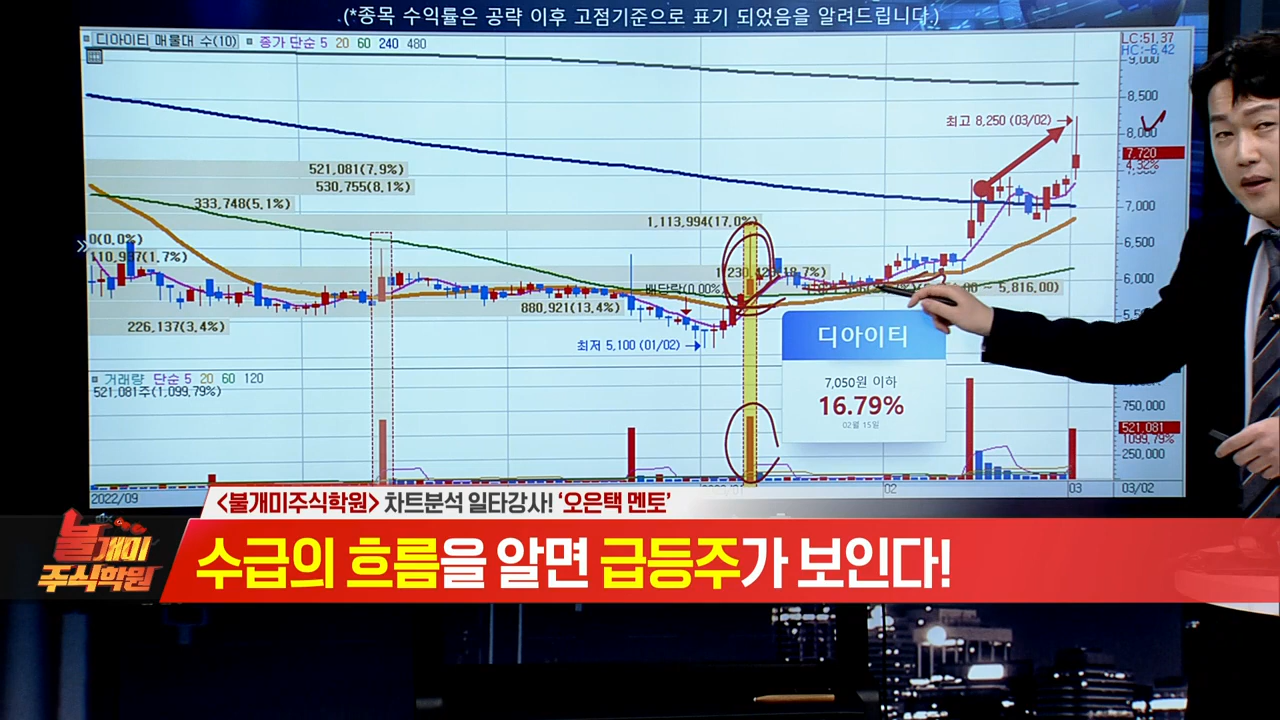 (*종목 수익률은 공략 이후 고점기준으로 표기 되었음을 알려드립니다.)
디아이티 매물대 수(10) 종가 단순 5 20 60 240 480
LC:51,37
HC:-6,42
9,000
8,500
최고 8,250 (03/02)
8,000
7,720
4,32%
7,500
521,081(7,9%)
530,755(8,1%)
333,748(5,1%)
7,000
1,113,994(17,0%)
0(0,0%)
6,500
110,937(1,7%)
배당락(0,00%
6,000
~ 5,816,00)
880,921(13,4%)
226,137(3,4%)
최저 5,100 (01/02)
디아이티
7,050원 이하
16.79%
02월 15일
거래량 단순 5 20 60 120
521,081주(1,099,79%)
750,000
521,081
1099,79%
250,000
2022/09
02
03
03/02
<불개미주식학원> 차트분석 일타강사! '오은택 멘토'
불개미
주식학원
수급의 흐름을 알면 급등주가 보인다!